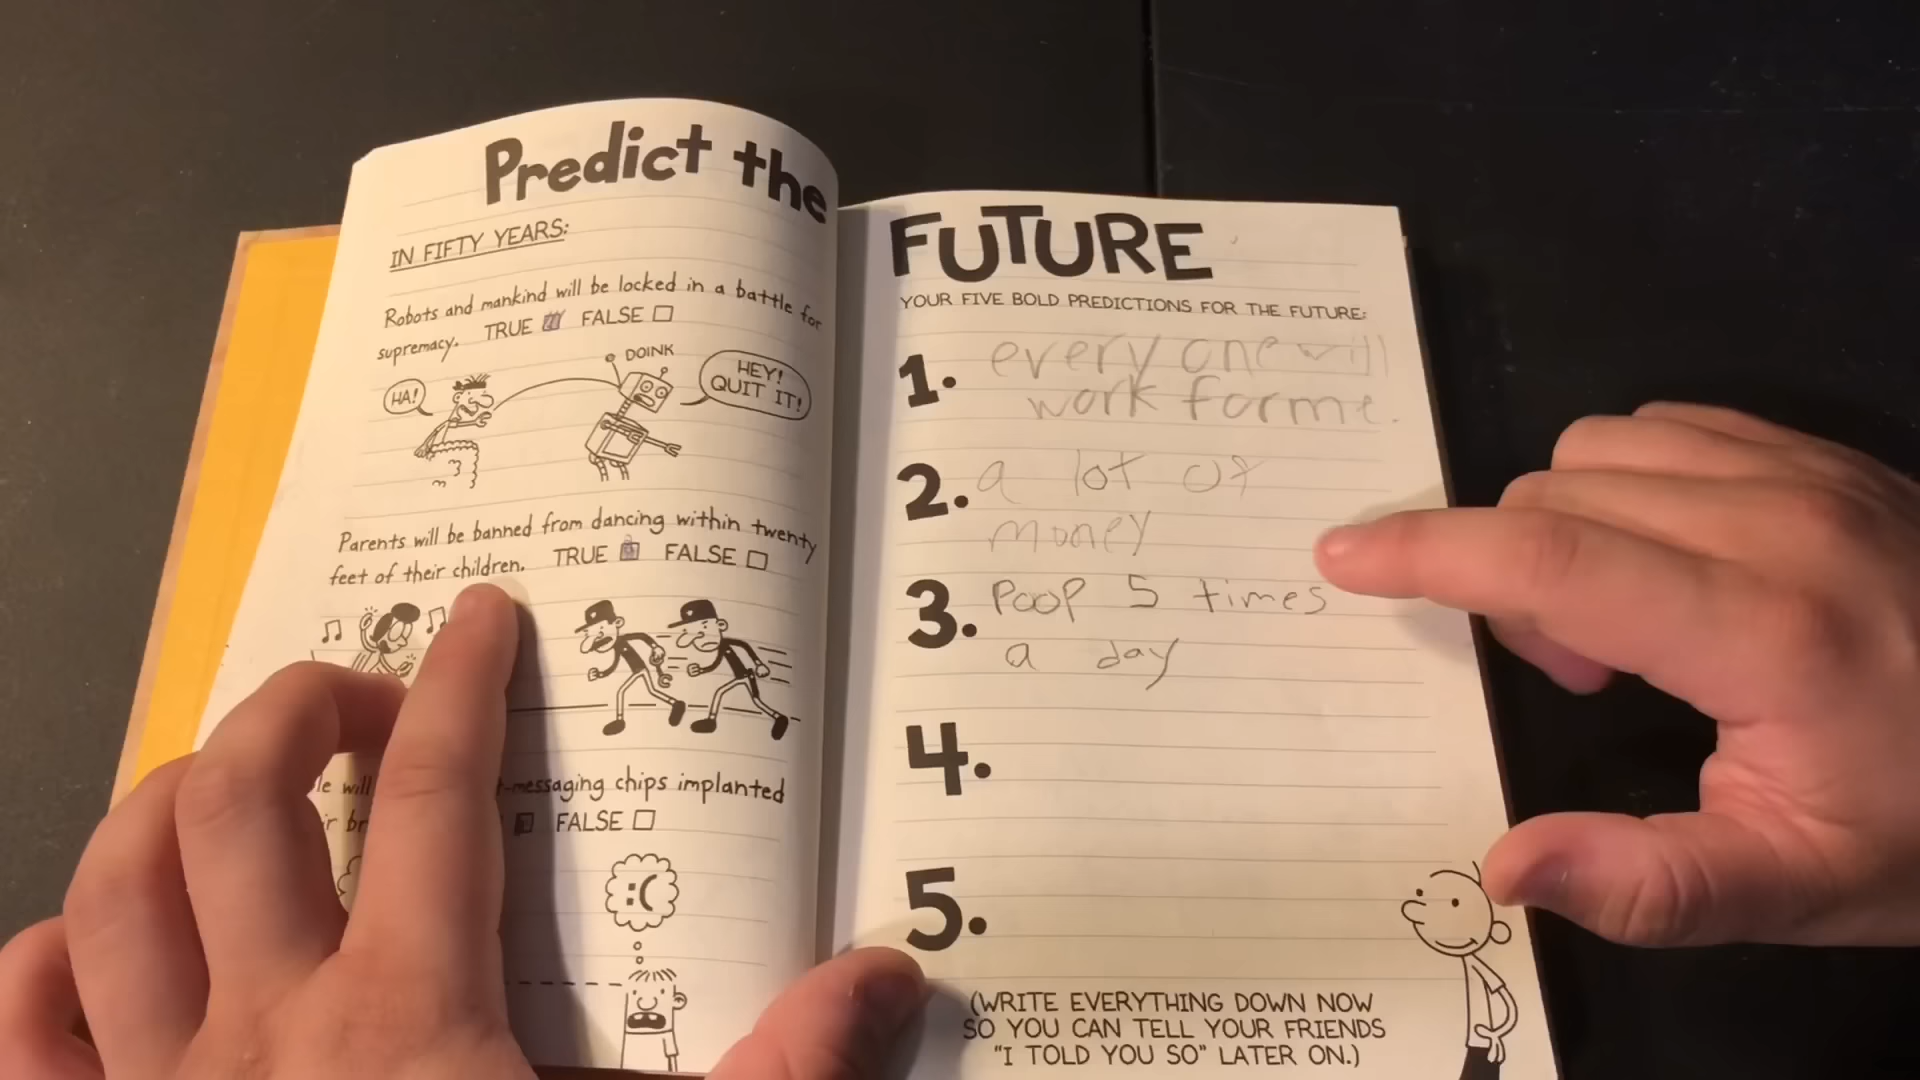 Predict the
IN FIFTY YEARS:
Robots and mankind will be locked in a battle for
supremacy. TRUE FALSE
DOINK
HA!
HEY!
QUIT IT!
Parents will be banned from dancing within twenty
feet of their children. TRUE FALSE
will -messaging chips implanted
FALSE
:(
FUTURE
YOUR FIVE BOLD PREDICTIONS FOR THE FUTURE:
1. every one will
work for me.
2. a lot of
money
3. Poop 5 times
a day
4.
5.
(WRITE EVERYTHING DOWN NOW
SO YOU CAN TELL YOUR FRIENDS
"I TOLD YOU SO" LATER ON.)